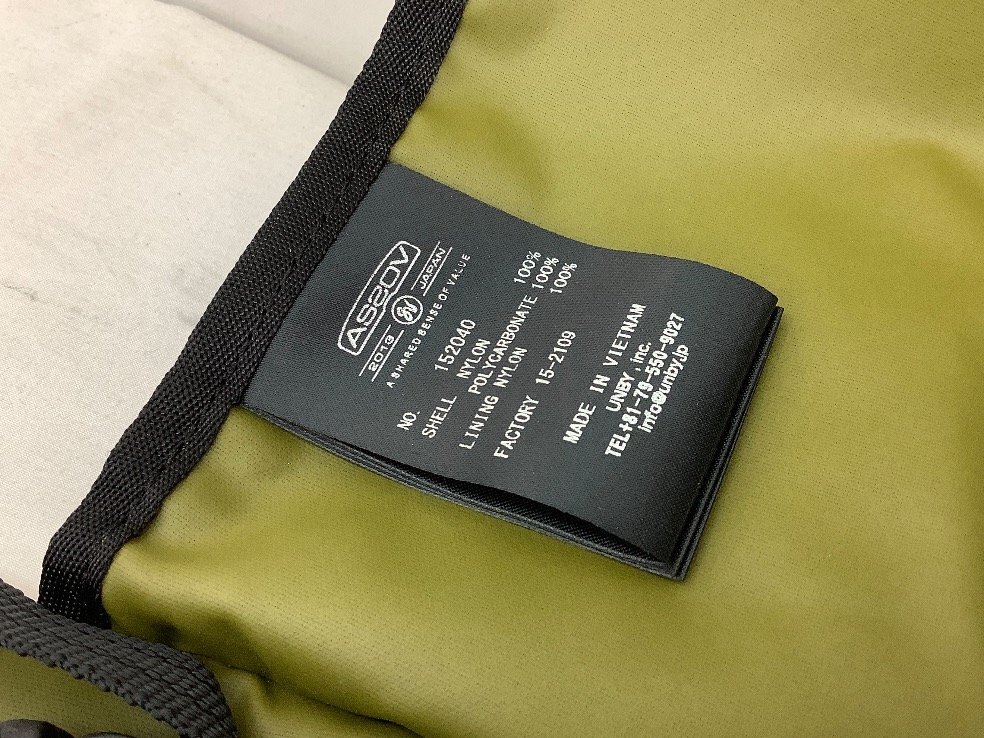 AS2OV
2013 JAPAN
A SHARED SENSE OF VALUE
NO. 152040
SHELL NYLON 100%
POLYCARBONATE 100%
LINING NYLON 100%
FACTORY 15-2109
MADE IN VIETNAM
UNBY, inc.
TEL+81-79-550-9027
info@unby.jp